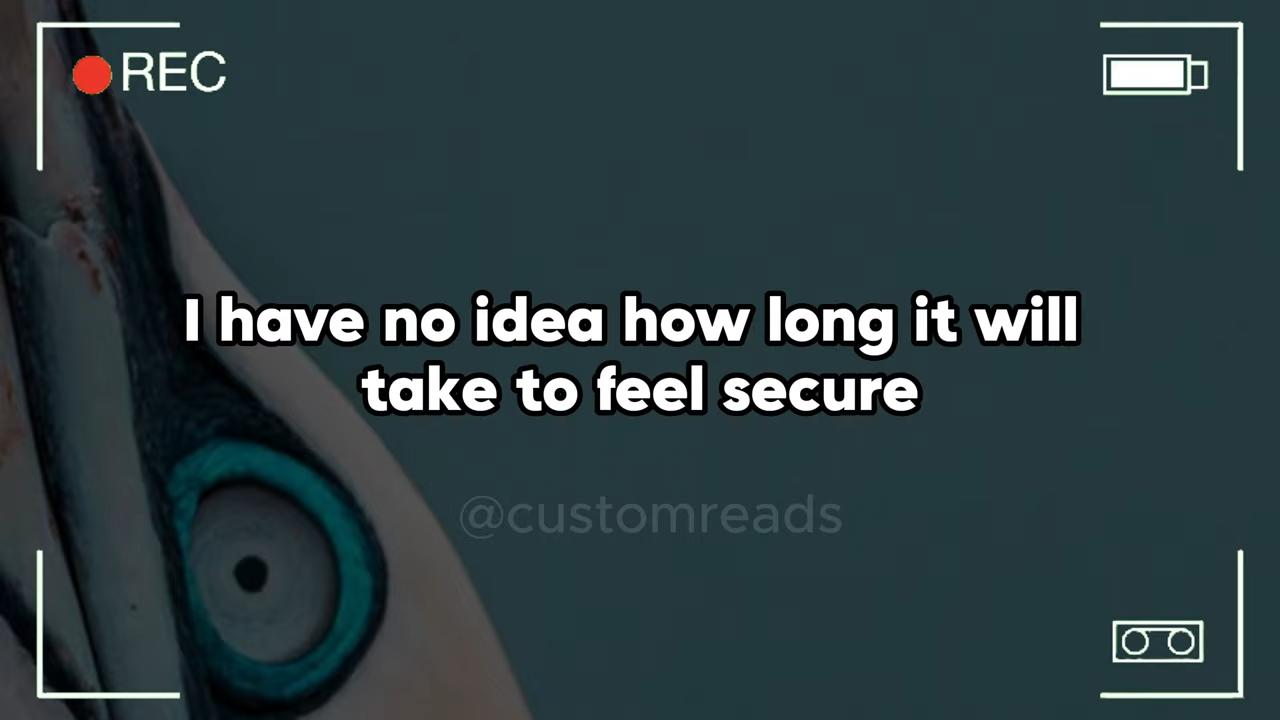 REC
I have no idea how long it will
take to feel secure
@customreads